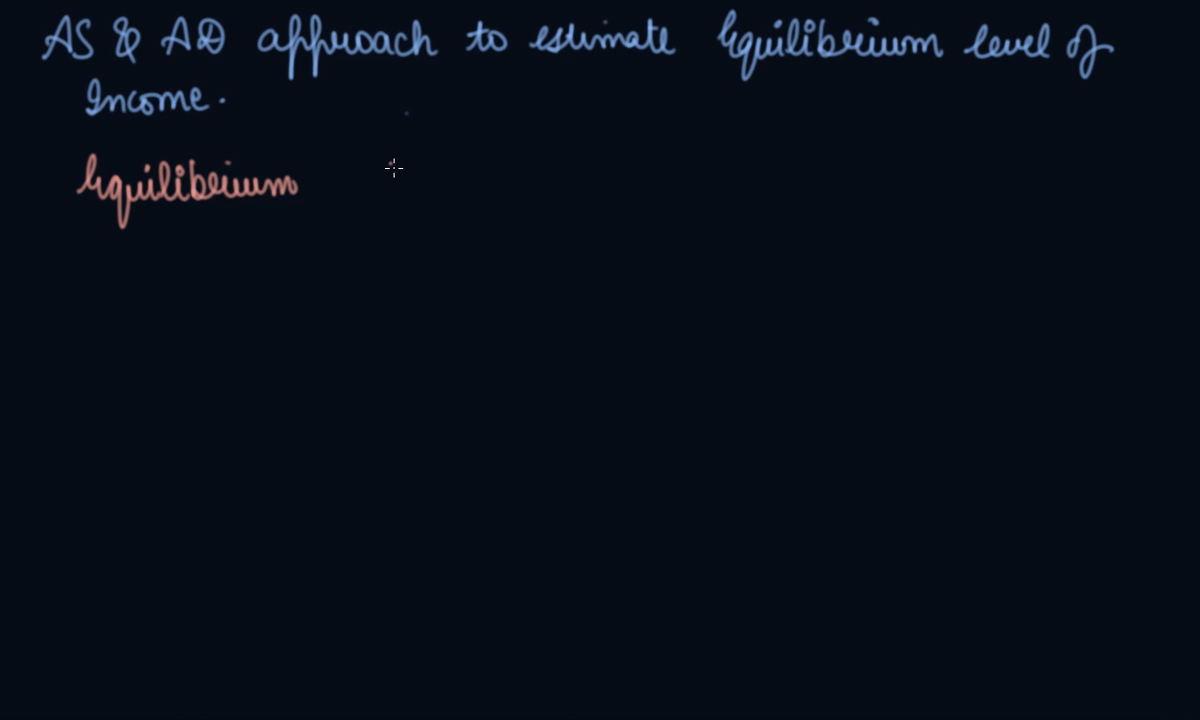 AS & AD approach to estimate Equilibrium level of
Income.
Equilibrium